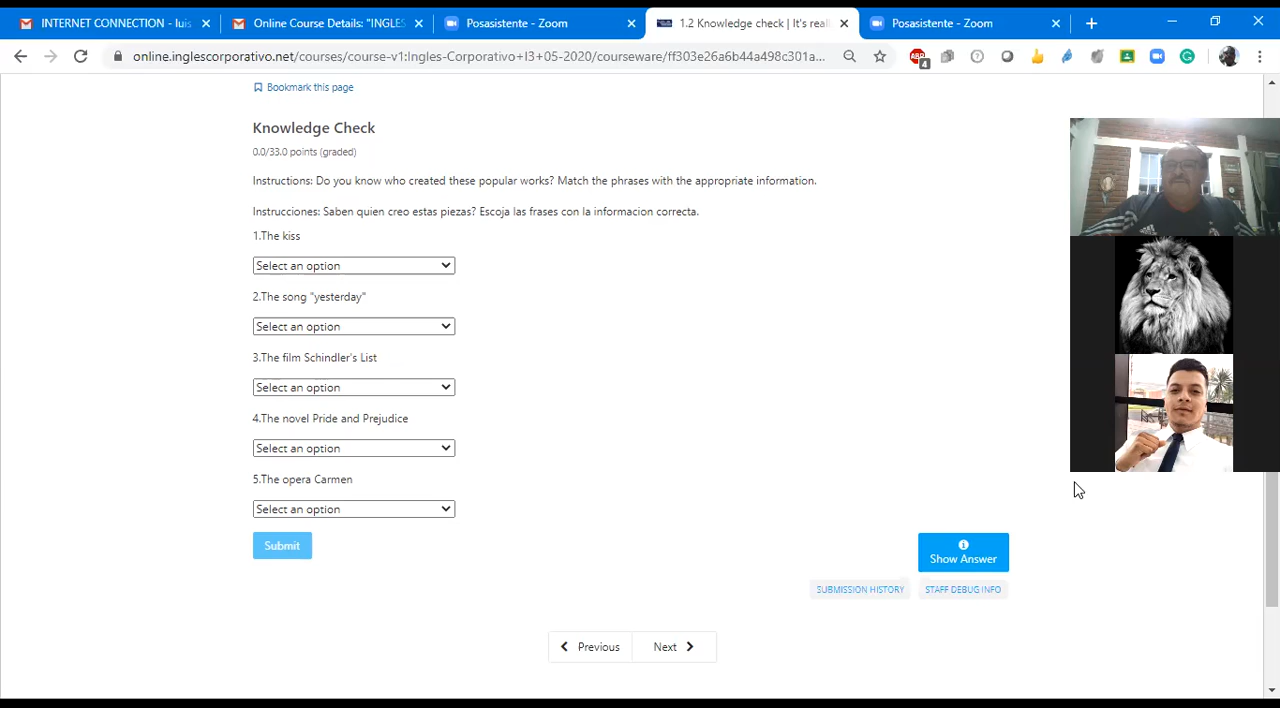 INTERNET CONNECTION - luis
Online Course Details: "INGLES
Posasistente - Zoom
1.2 Knowledge check | It's real
Posasistente - Zoom
online.inglescorporativo.net/courses/course-v1:Ingles-Corporativo+I3+05-2020/courseware/ff303e26a6b44a498c301a...
4
Bookmark this page
Knowledge Check
0.0/33.0 points (graded)
Instructions: Do you know who created these popular works? Match the phrases with the appropriate information.
Instrucciones: Saben quien creo estas piezas? Escoja las frases con la informacion correcta.
1.The kiss
Select an option
2.The song "yesterday"
Select an option
3.The film Schindler's List
Select an option
4.The novel Pride and Prejudice
Select an option
5.The opera Carmen
Select an option
Submit
Show Answer
SUBMISSION HISTORY
STAFF DEBUG INFO
Previous
Next